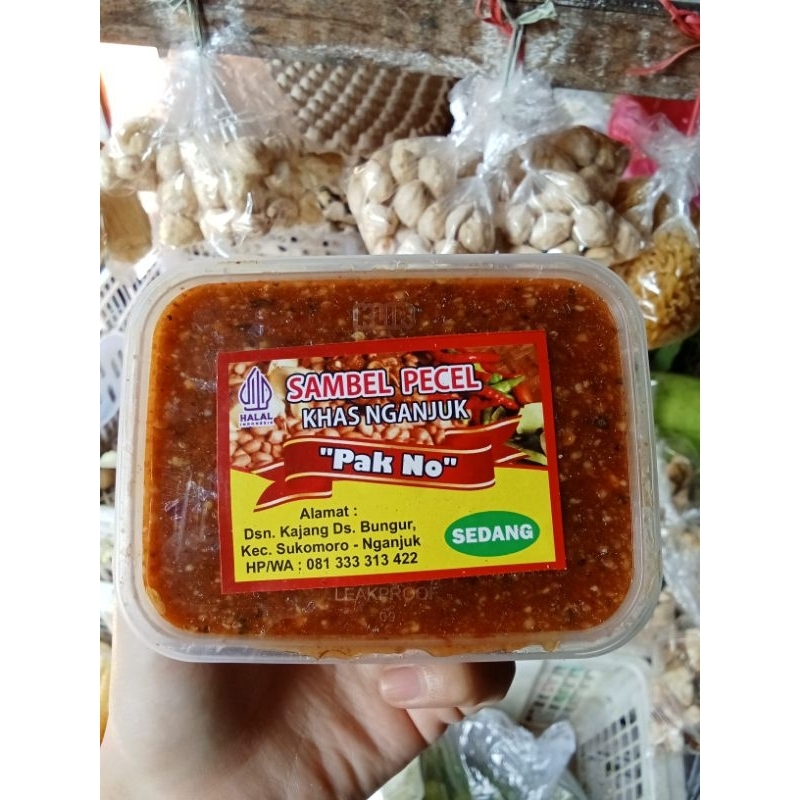 HALAL
INDONESIA
SAMBEL PECEL
KHAS NGANJUK
"Pak No"
Alamat :
Dsn. Kajang Ds. Bungur,
Kec. Sukomoro - Nganjuk
HP/WA : 081 333 313 422
SEDANG
LEAKPROOF